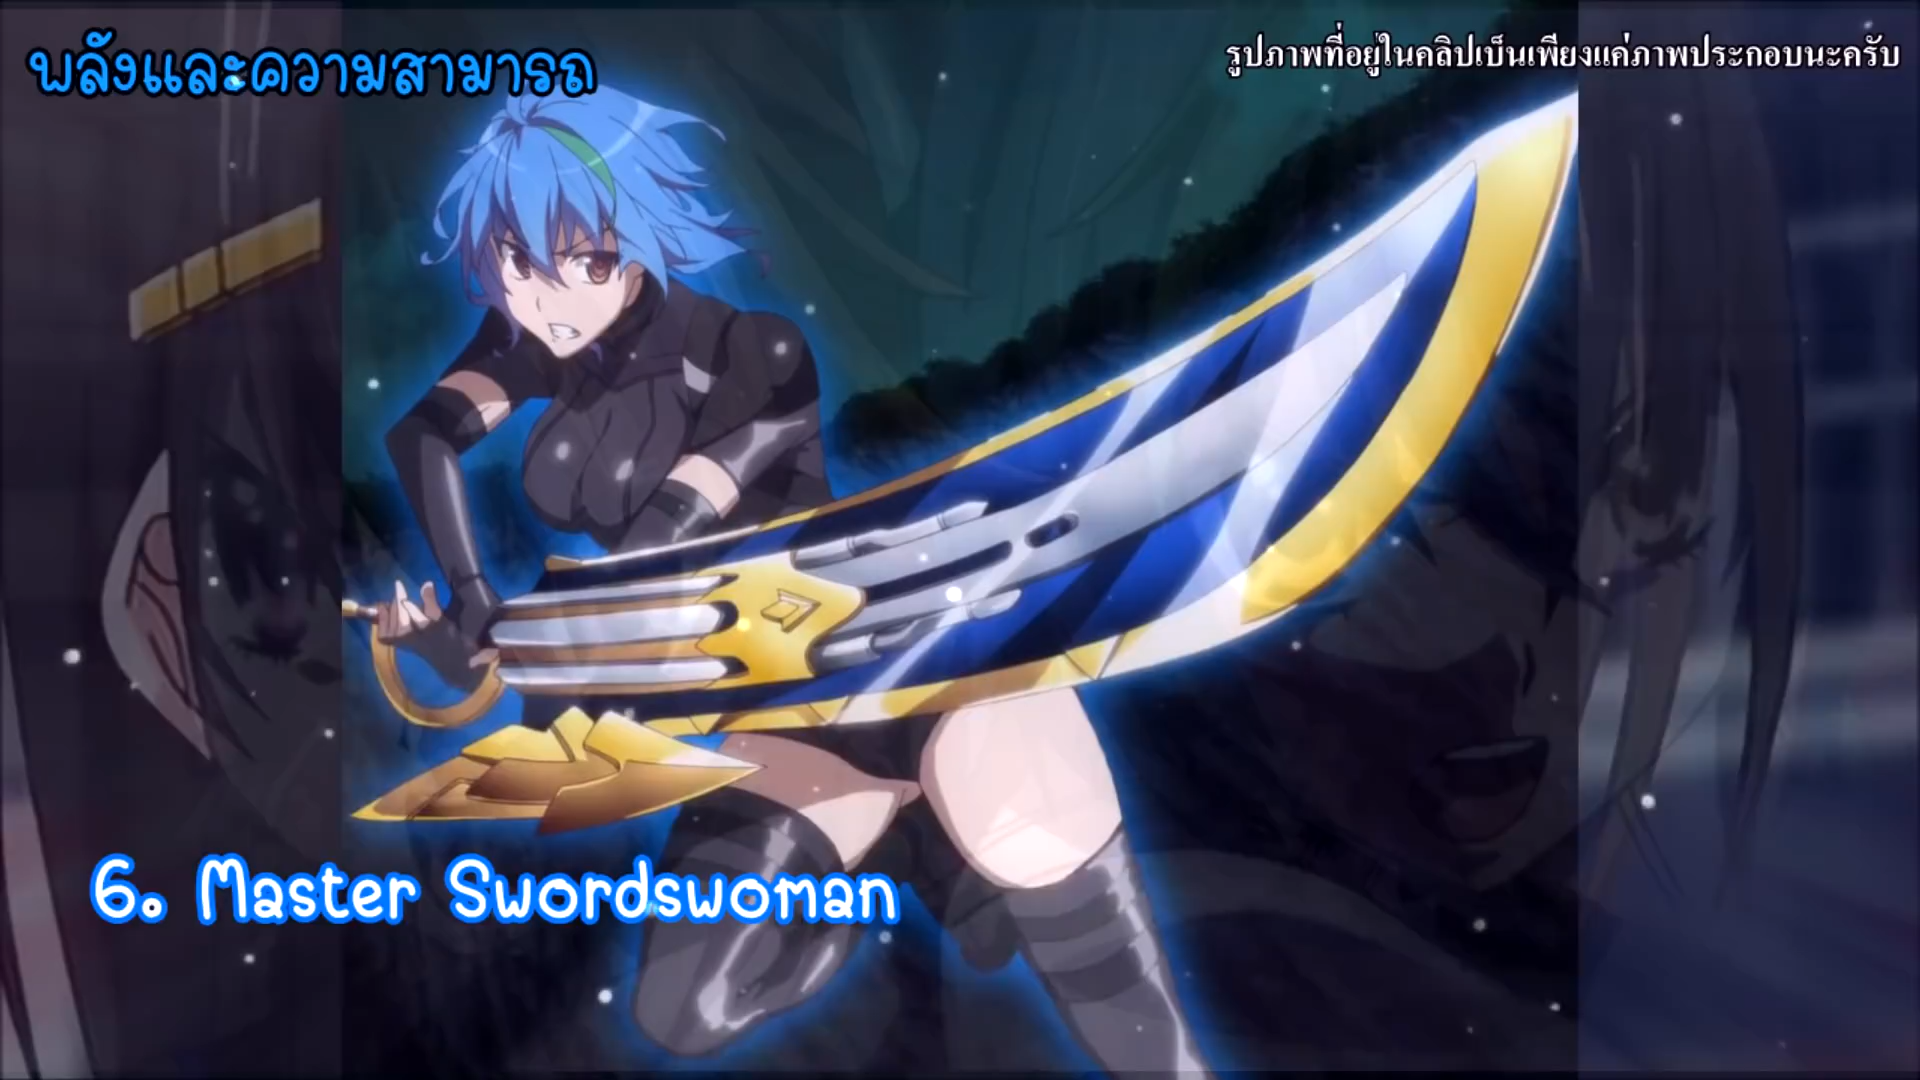 พลังและความสามารถ
รูปภาพที่อยู่ในคลิปเป็นเพียงแค่ภาพประกอบนะครับ
6. Master Swordswoman